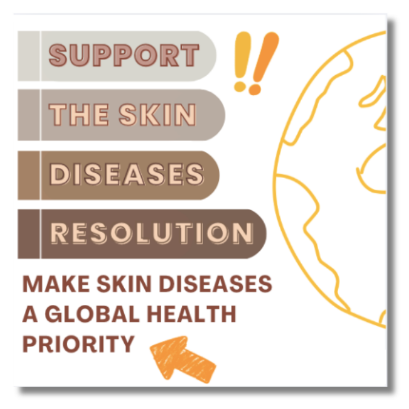 SUPPORT
THE SKIN
DISEASES
RESOLUTION
MAKE SKIN DISEASES
A GLOBAL HEALTH
PRIORITY